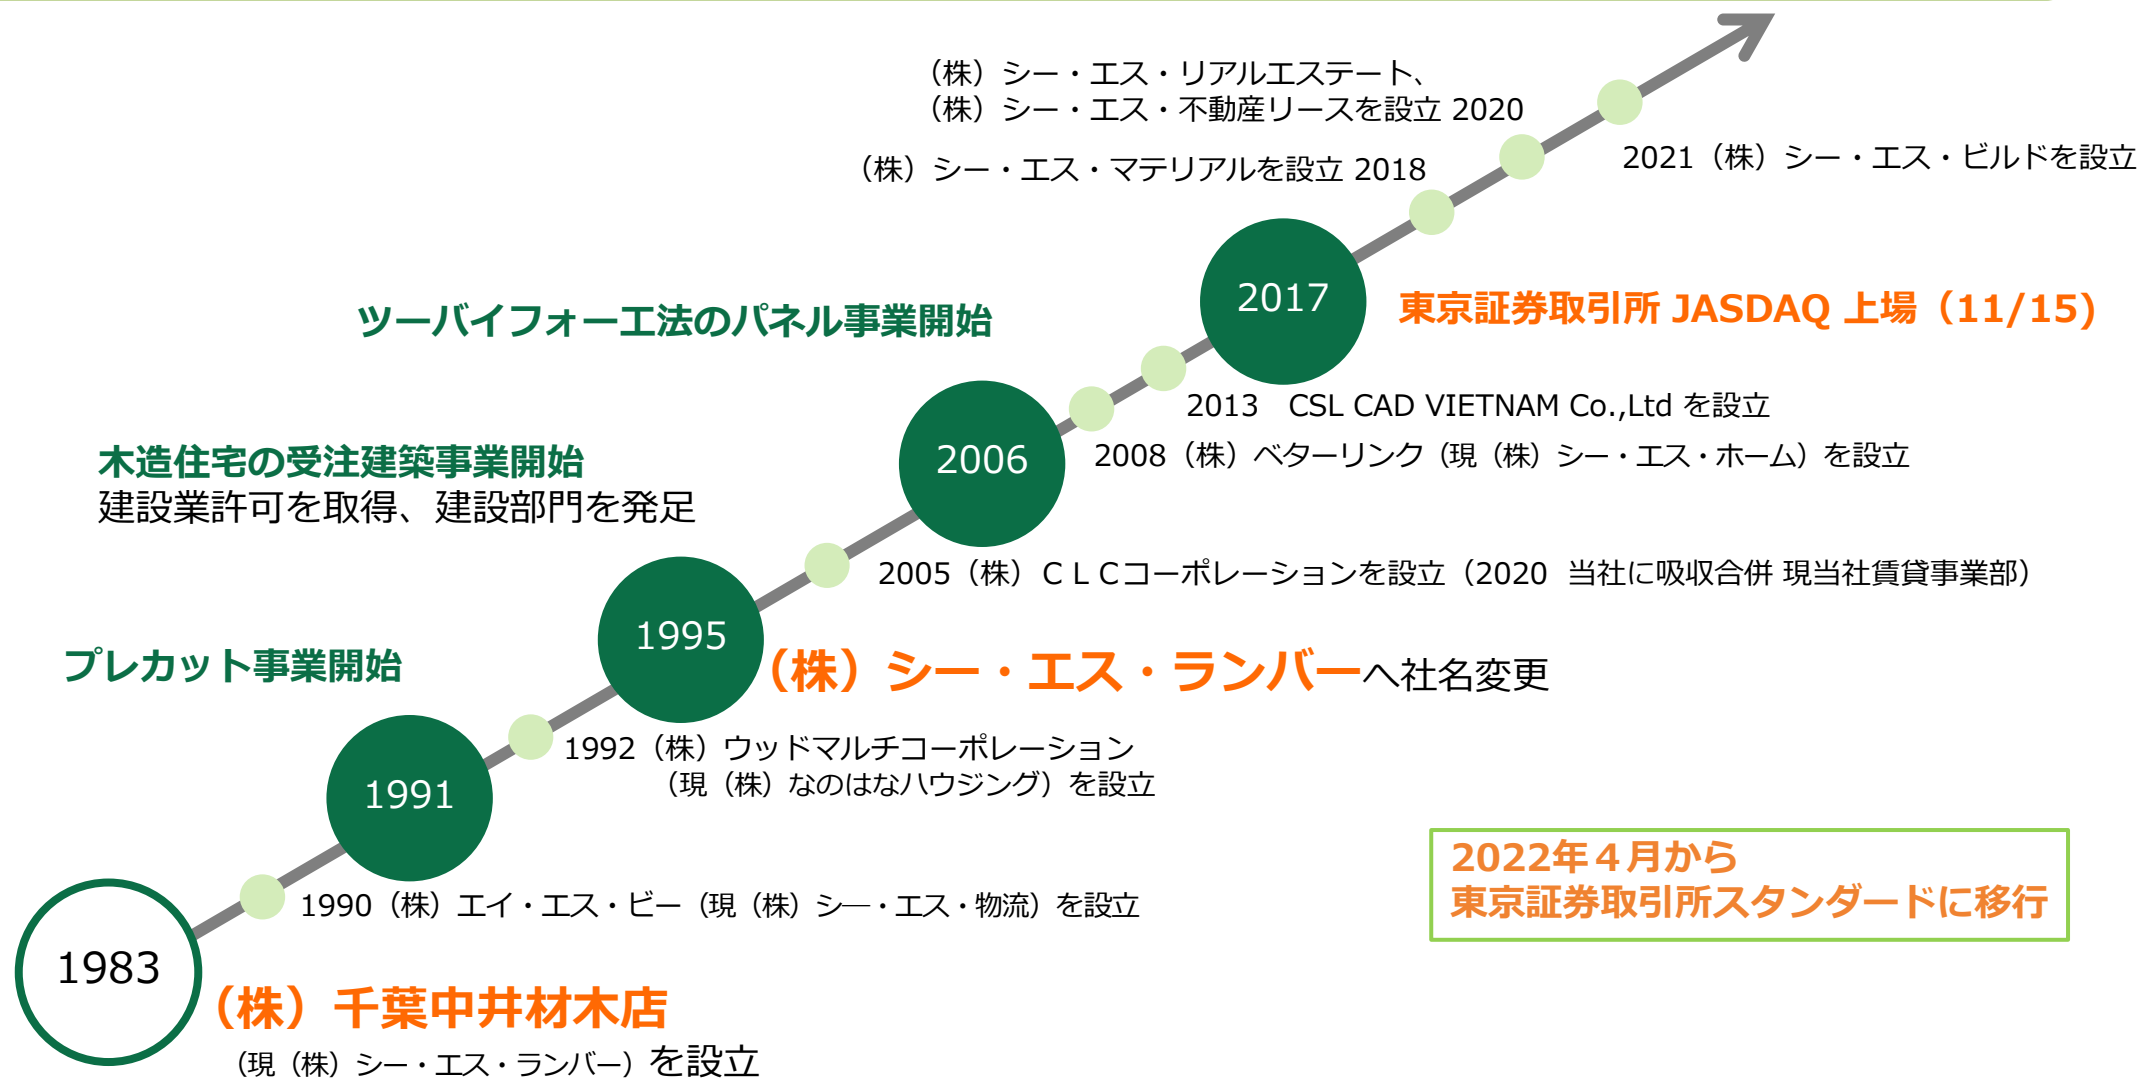 （株）シー・エス・リアルエステート、
（株）シー・エス・不動産リースを設立 2020
2021（株）シー・エス・ビルドを設立
（株）シー・エス・マテリアルを設立 2018
2017
東京証券取引所 JASDAQ 上場（11/15)
ツーバイフォー工法のパネル事業開始
2013　CSL CAD VIETNAM Co.,Ltd を設立
2006
2008（株）ベターリンク（現（株）シー・エス・ホーム）を設立
木造住宅の受注建築事業開始
建設業許可を取得、建設部門を発足
2005（株）ＣＬＣコーポレーションを設立（2020 当社に吸収合併 現当社賃貸事業部）
1995
（株）シー・エス・ランバーへ社名変更
プレカット事業開始
1992（株）ウッドマルチコーポレーション
（現（株）なのはなハウジング）を設立
1991
2022年４月から
東京証券取引所スタンダードに移行
1990（株）エイ・エス・ビー（現（株）シ―・エス・物流）を設立
1983
（株）千葉中井材木店
（現（株）シー・エス・ランバー）を設立